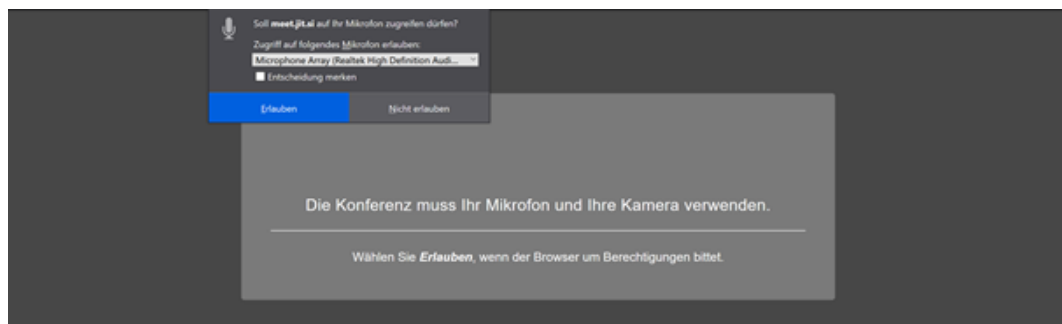 Soll meet.jit.si auf Ihr Mikrofon zugreifen dürfen?
Zugriff auf folgendes Mikrofon erlauben:
Microphone Array (Realtek High Definition Audi...
Entscheidung merken
Erlauben Nicht erlauben
Die Konferenz muss Ihr Mikrofon und Ihre Kamera verwenden.
Wählen Sie Erlauben, wenn der Browser um Berechtigungen bittet.